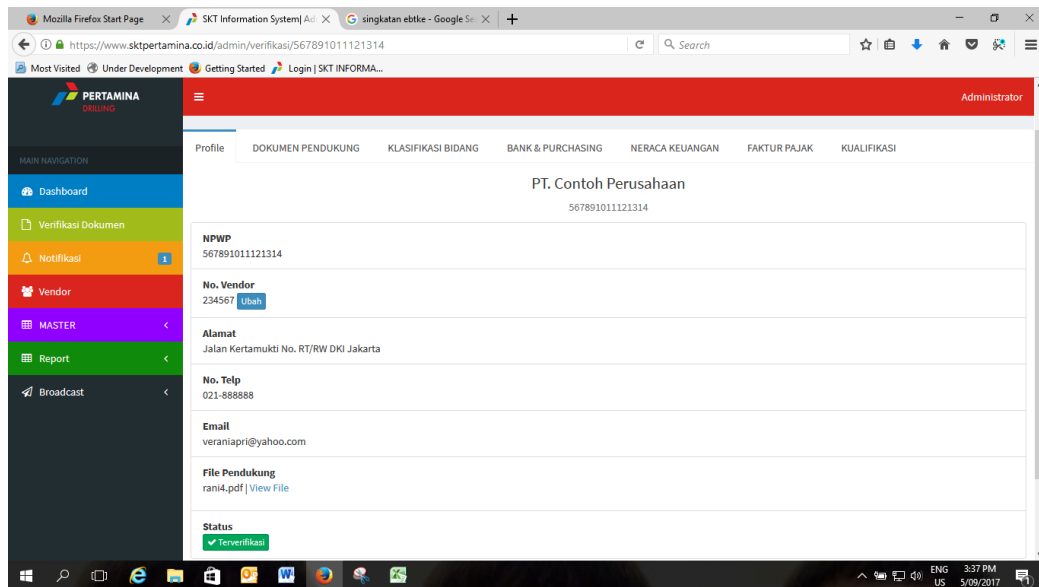 Mozilla Firefox Start Page
SKT Information System| Ad
singkatan ebtke - Google Se
https://www.sktpertamina.co.id/admin/verifikasi/567891011121314
Search
Most Visited Under Development Getting Started Login | SKT INFORMA...
PERTAMINA
DRILLING
Administrator
MAIN NAVIGATION
Dashboard
Verifikasi Dokumen
Notifikasi 1
Vendor
MASTER
Report
Broadcast
Profile DOKUMEN PENDUKUNG KLASIFIKASI BIDANG BANK & PURCHASING NERACA KEUANGAN FAKTUR PAJAK KUALIFIKASI
PT. Contoh Perusahaan
567891011121314
NPWP
567891011121314
No. Vendor
234567 Ubah
Alamat
Jalan Kertamukti No. RT/RW DKI Jakarta
No. Telp
021-888888
Email
veraniapri@yahoo.com
File Pendukung
rani4.pdf | View File
Status
Terverifikasi
ENG
US
3:37 PM
5/09/2017